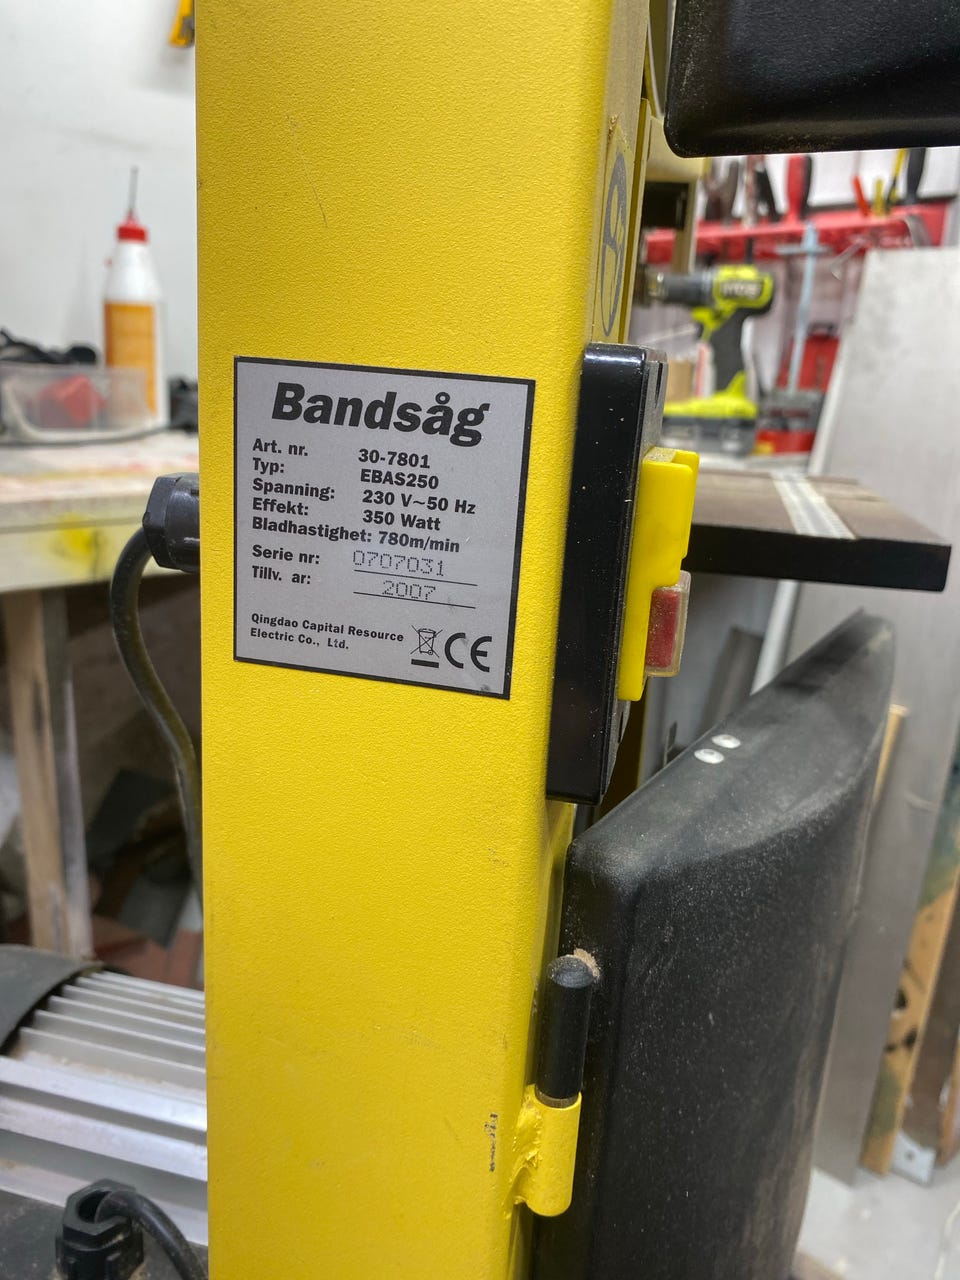 Bandsåg
Art. nr. 30-7801
Typ: EBAS250
Spanning: 230 V~50 Hz
Effekt: 350 Watt
Bladhastighet: 780m/min
Serie nr: 0707031
Tillv. ar: 2007
Qingdao Capital Resource
Electric Co., Ltd.
CE
RYOBI